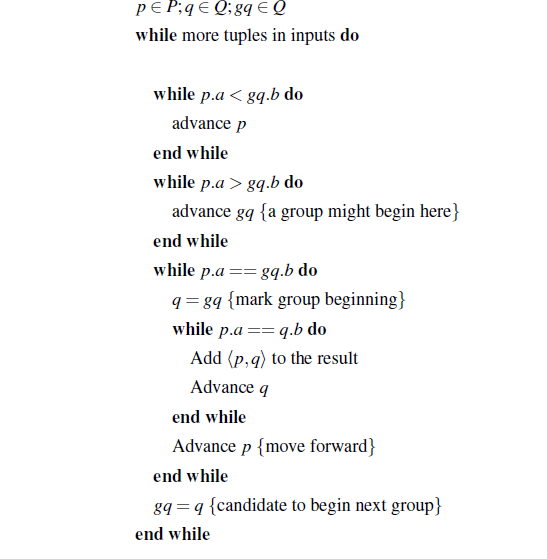 p ∈ P; q ∈ Q; gq ∈ Q
while more tuples in inputs do
while p.a < gq.b do
advance p
end while
while p.a > gq.b do
advance gq {a group might begin here}
end while
while p.a == gq.b do
q = gq {mark group beginning}
while p.a == q.b do
Add ⟨p,q⟩ to the result
Advance q
end while
Advance p {move forward}
end while
gq = q {candidate to begin next group}
end while